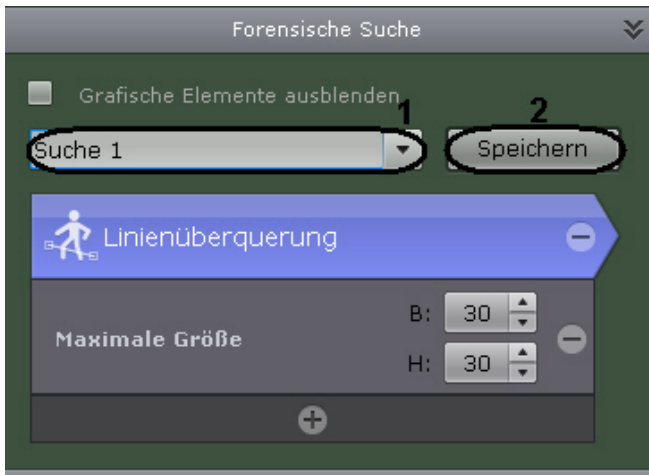 Forensische Suche
Grafische Elemente ausblenden
1 2
Suche 1 Speichern
Linienüberquerung
B: 30
Maximale Größe
H: 30